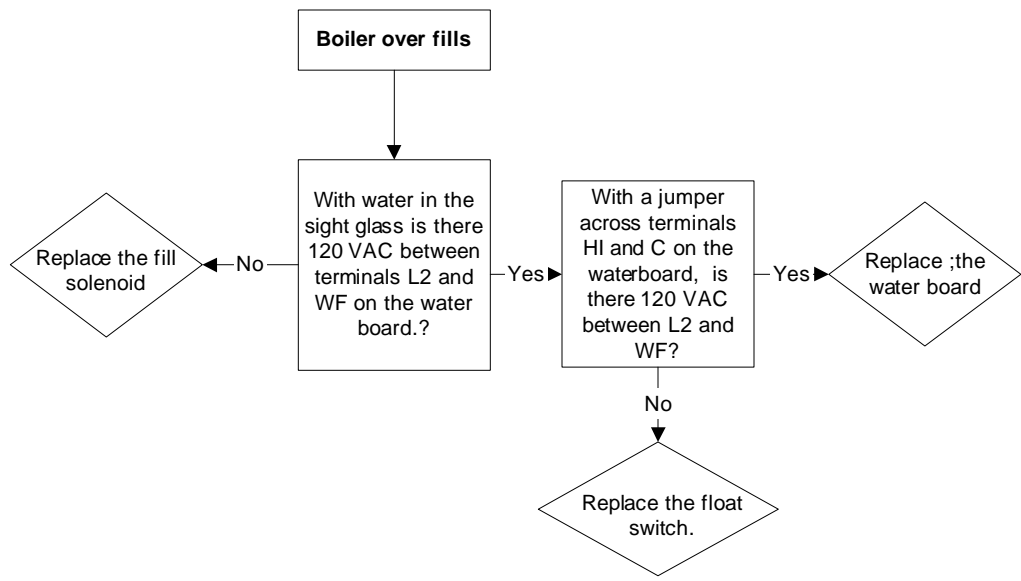 Boiler over fills
With water in the
sight glass is there
120 VAC between
terminals L2 and
WF on the water
board.?
No
Replace the fill
solenoid
Yes
With a jumper
across terminals
HI and C on the
waterboard, is
there 120 VAC
between L2 and
WF?
Yes
Replace ;the
water board
No
Replace the float
switch.